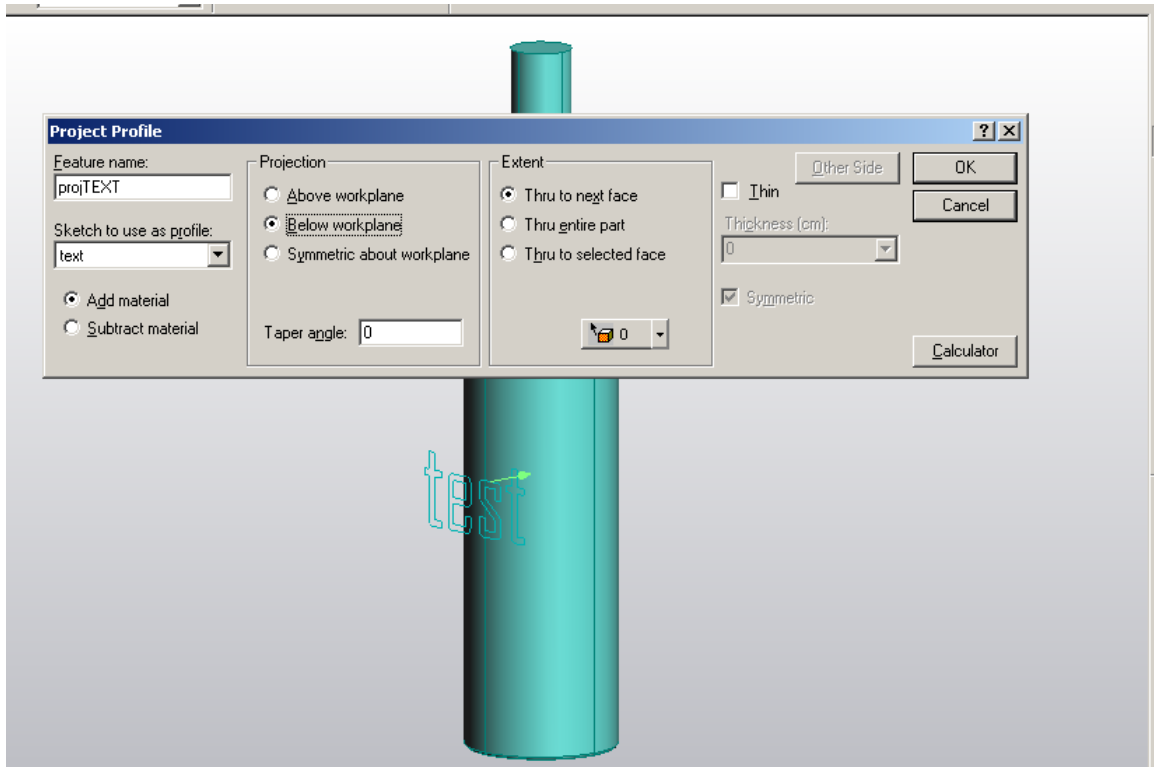 Project Profile
Feature name:
projTEXT
Sketch to use as profile:
text
Add material
Subtract material
Projection
Above workplane
Below workplane
Symmetric about workplane
Taper angle: 0
Extent
Thru to next face
Thru entire part
Thru to selected face
0
Other Side
Thin
Thickness (cm):
0
Symmetric
OK
Cancel
Calculator
test